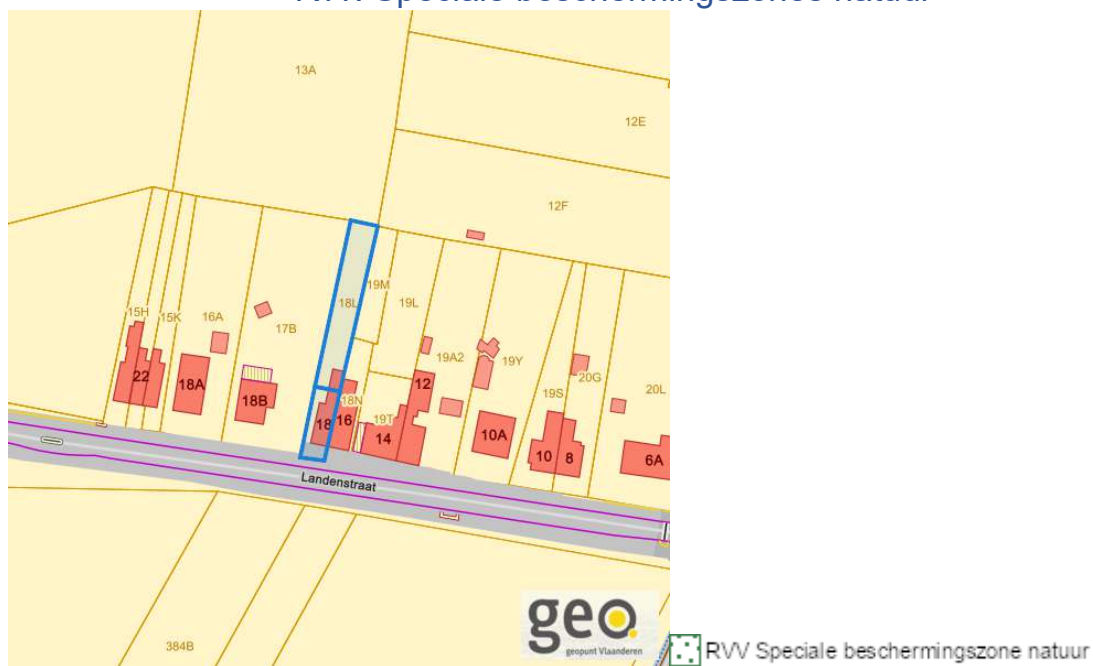 RVV Speciale beschermingszones natuur
13A
12E
12F
19M
18L
19L
15H
15K
16A
17B
19A2
19Y
20G
22
18A
18B
12
19S
20L
18N
18
16
19T
14
10A
10
8
6A
Landenstraat
384B
geo
geopunt Vlaanderen
RVV Speciale beschermingszone natuur